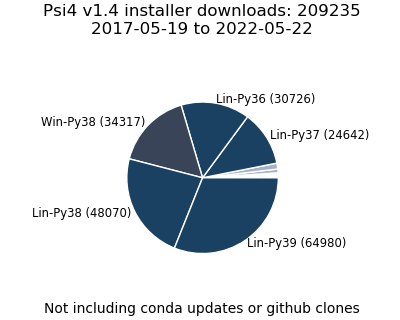 Psi4 v1.4 installer downloads: 209235
2017-05-19 to 2022-05-22
Lin-Py36 (30726)
Win-Py38 (34317)
Lin-Py37 (24642)
Lin-Py38 (48070)
Lin-Py39 (64980)
Not including conda updates or github clones